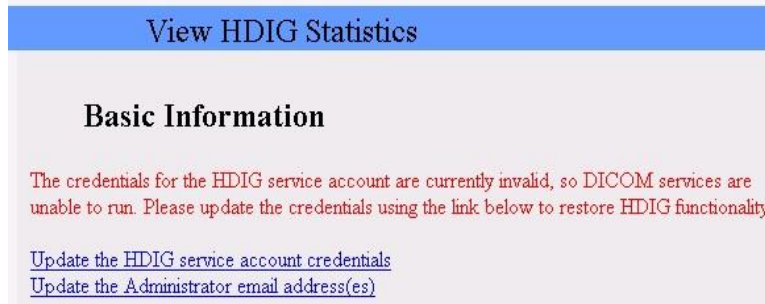 View HDIG Statistics
Basic Information
The credentials for the HDIG service account are currently invalid, so DICOM services are
unable to run. Please update the credentials using the link below to restore HDIG functionality
Update the HDIG service account credentials
Update the Administrator email address(es)